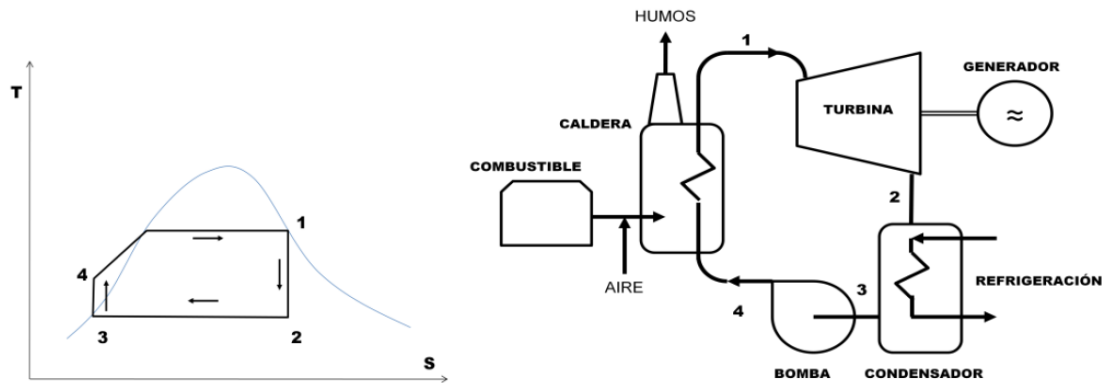 T
1
4
3
2
S
HUMOS
1
GENERADOR
TURBINA
≈
CALDERA
COMBUSTIBLE
2
AIRE
4
3
REFRIGERACIÓN
BOMBA
CONDENSADOR